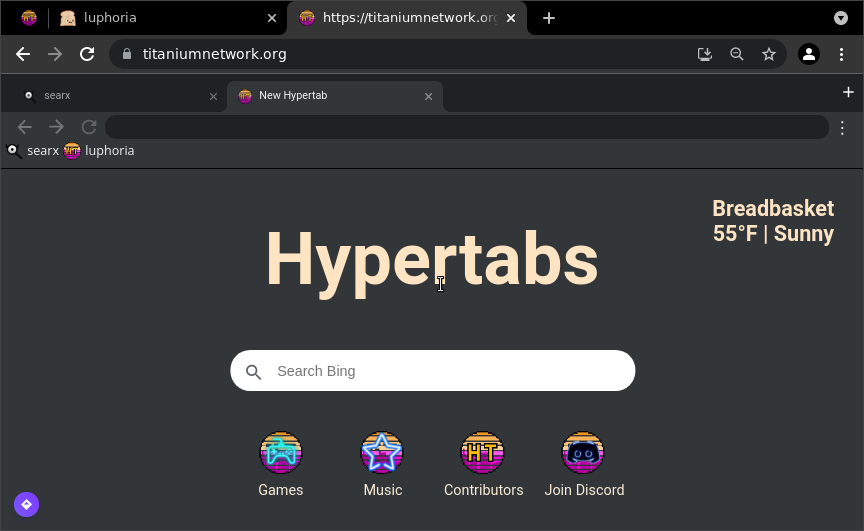 luphoria
https://titaniumnetwork.org
titaniumnetwork.org
searx
New Hypertab
searx
luphoria
Breadbasket
55°F | Sunny
Hypertabs
Search Bing
HT
Games
Music
Contributors
Join Discord